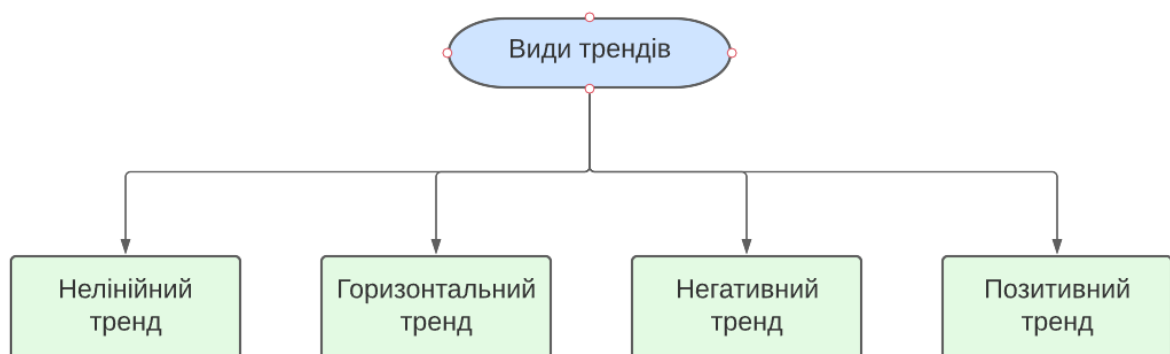 Види трендів
Нелінійний
тренд
Горизонтальний
тренд
Негативний
тренд
Позитивний
тренд